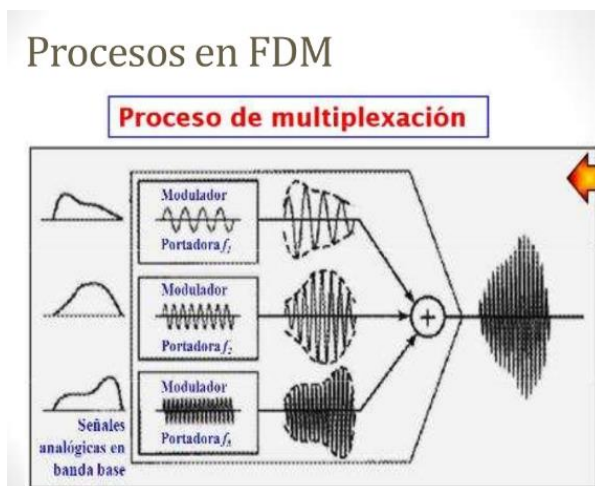 Procesos en FDM
Proceso de multiplexación
Modulador
Portadora f₁
Modulador
Portadora f₂
Modulador
Portadora f₃
+
Señales
analógicas en
banda base